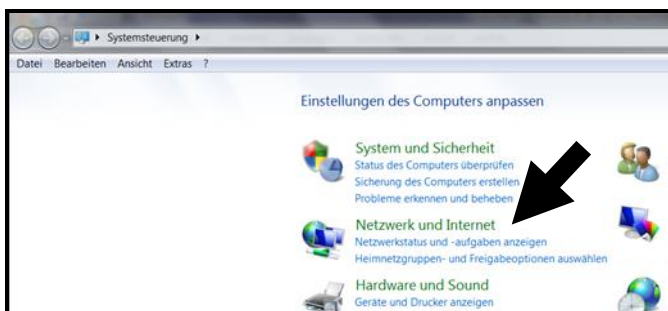 Systemsteuerung
Datei Bearbeiten Ansicht Extras ?
Einstellungen des Computers anpassen
System und Sicherheit
Status des Computers überprüfen
Sicherung des Computers erstellen
Probleme erkennen und beheben
Netzwerk und Internet
Netzwerkstatus und -aufgaben anzeigen
Heimnetzgruppen- und Freigabeoptionen auswählen
Hardware und Sound
Geräte und Drucker anzeigen